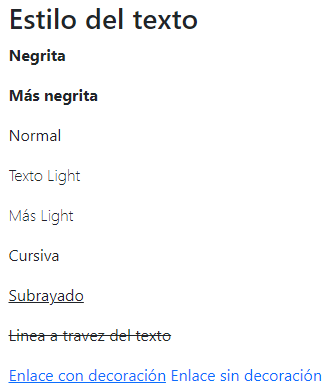 Estilo del texto
Negrita
Más negrita
Normal
Texto Light
Más Light
Cursiva
Subrayado
Linea a travez del texto
Enlace con decoración Enlace sin decoración